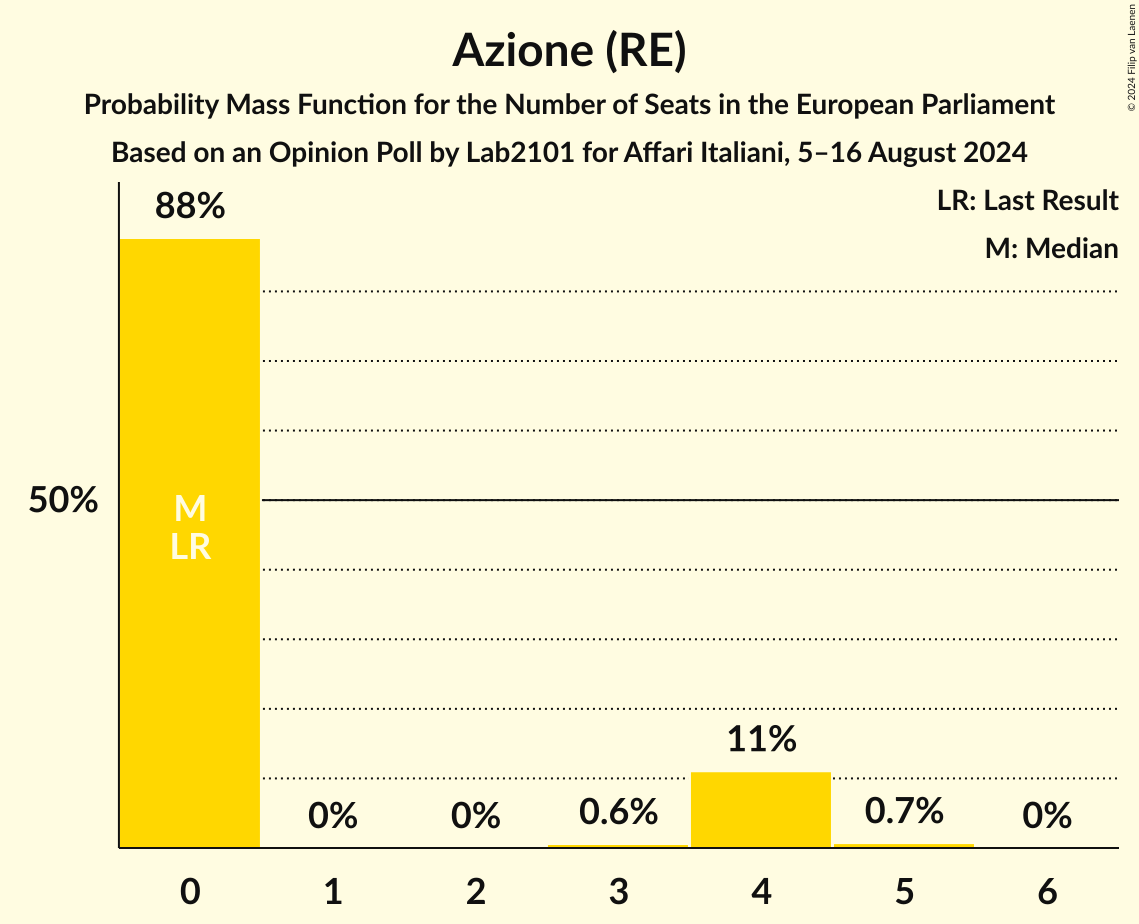 Azione (RE)
Probability Mass Function for the Number of Seats in the European Parliament
Based on an Opinion Poll by Lab2101 for Affari Italiani, 5–16 August 2024
© 2024 Filip van Laenen
LR: Last Result
M: Median
88%
50%
M
LR
0%
0%
0.6%
11%
0.7%
0%
0
1
2
3
4
5
6